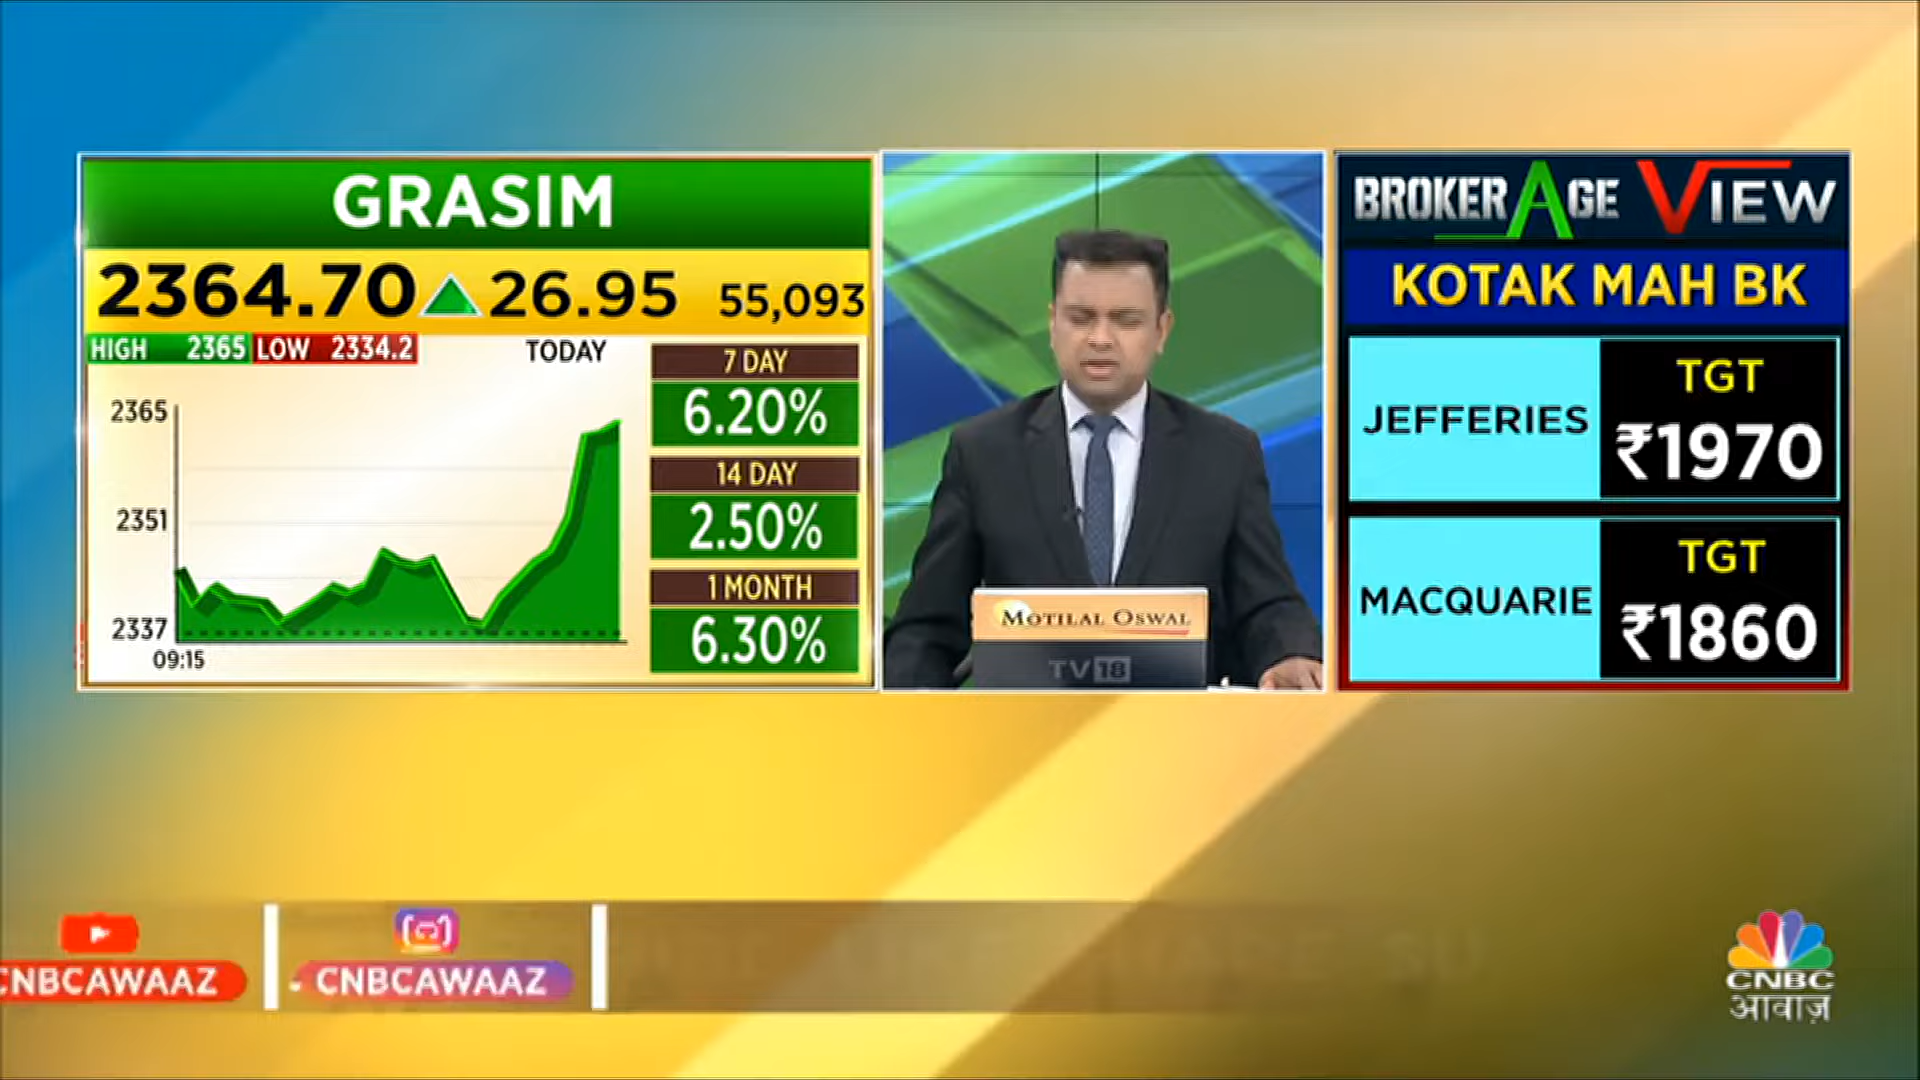 GRASIM
2364.70 26.95 55,093
HIGH 2365 LOW 2334.2
TODAY
2365
2351
2337
09:15
7 DAY
6.20%
14 DAY
2.50%
1 MONTH
6.30%
MOTILAL OSWAL
TV18
BROKERAGE VIEW
KOTAK MAH BK
JEFFERIES
TGT
₹1970
MACQUARIE
TGT
₹1860
CNBCAWAAZ
CNBCAWAAZ
CNBC
आवाज़